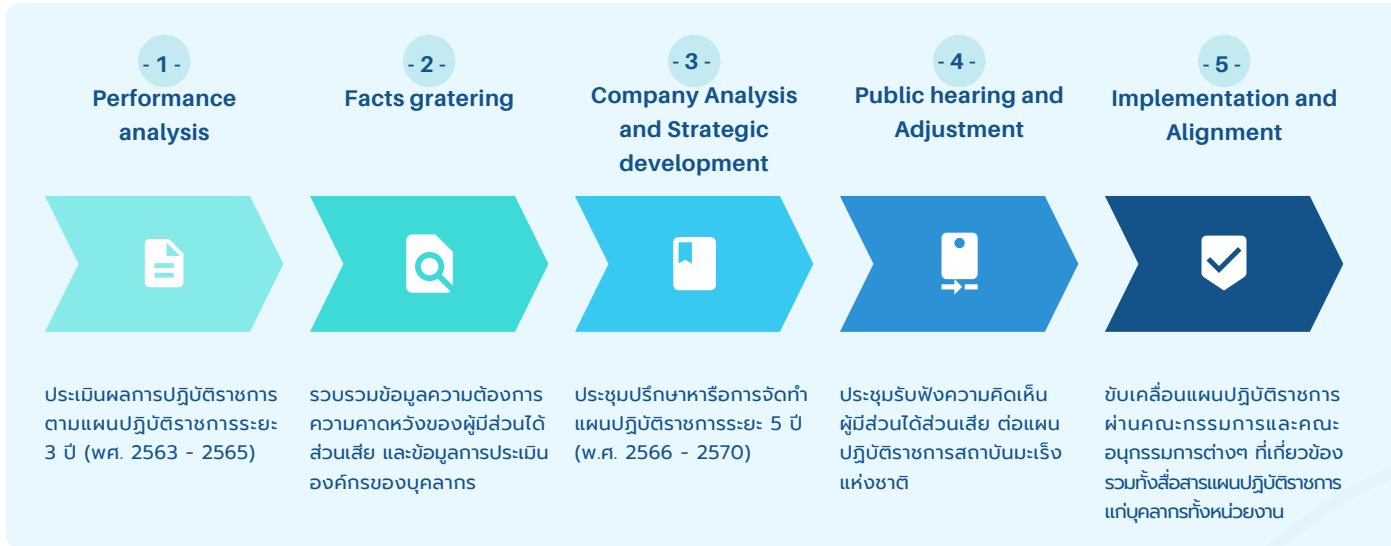 - 1 -
Performance
analysis
- 2 -
Facts gratering
- 3 -
Company Analysis
and Strategic
development
- 4 -
Public hearing and
Adjustment
- 5 -
Implementation and
Alignment
ประเมินผลการปฏิบัติราชการ
ตามแผนปฏิบัติราชการระยะ
3 ปี (พศ. 2563 - 2565)
รวบรวมข้อมูลความต้องการ
ความคาดหวังของผู้มีส่วนได้
ส่วนเสีย และข้อมูลการประเมิน
องค์กรของบุคลากร
ประชุมปรึกษาหารือการจัดทำ
แผนปฏิบัติราชการระยะ 5 ปี
(พ.ศ. 2566 - 2570)
ประชุมรับฟังความคิดเห็น
ผู้มีส่วนได้ส่วนเสีย ต่อแผน
ปฏิบัติราชการสถาบันมะเร็ง
แห่งชาติ
ขับเคลื่อนแผนปฏิบัติราชการ
ผ่านคณะกรรมการและคณะ
อนุกรรมการต่างๆ ที่เกี่ยวข้อง
รวมทั้งสื่อสารแผนปฏิบัติราชการ
แก่บุคลากรทั้งหน่วยงาน